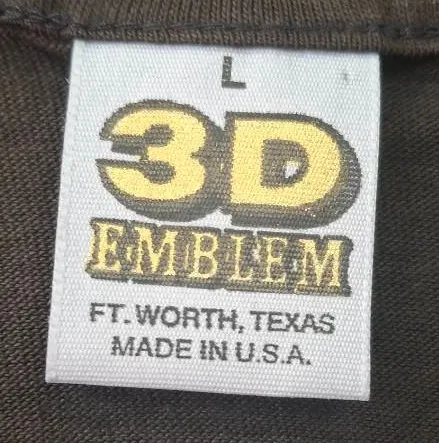 L
3D
EMBLEM
FT. WORTH, TEXAS
MADE IN U.S.A.